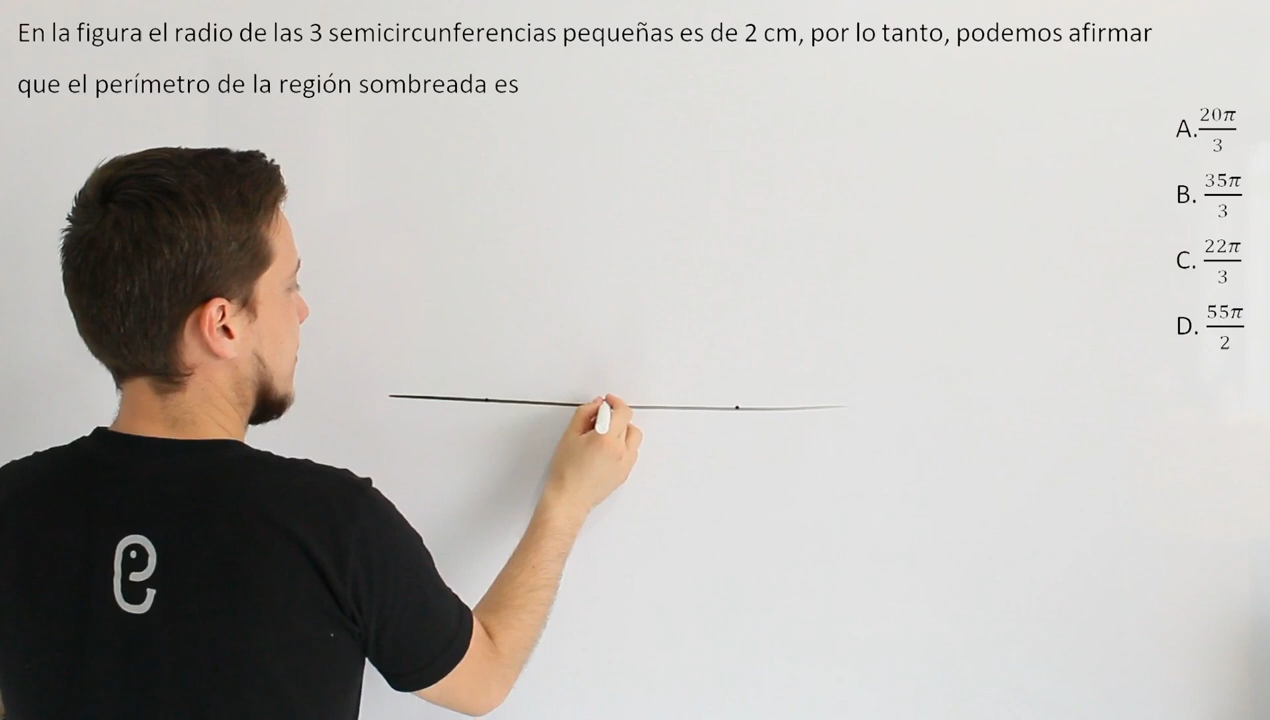 En la figura el radio de las 3 semicircunferencias pequeñas es de 2 cm, por lo tanto, podemos afirmar
que el perímetro de la región sombreada es
A. 20π/3
B. 35π/3
C. 22π/3
D. 55π/2